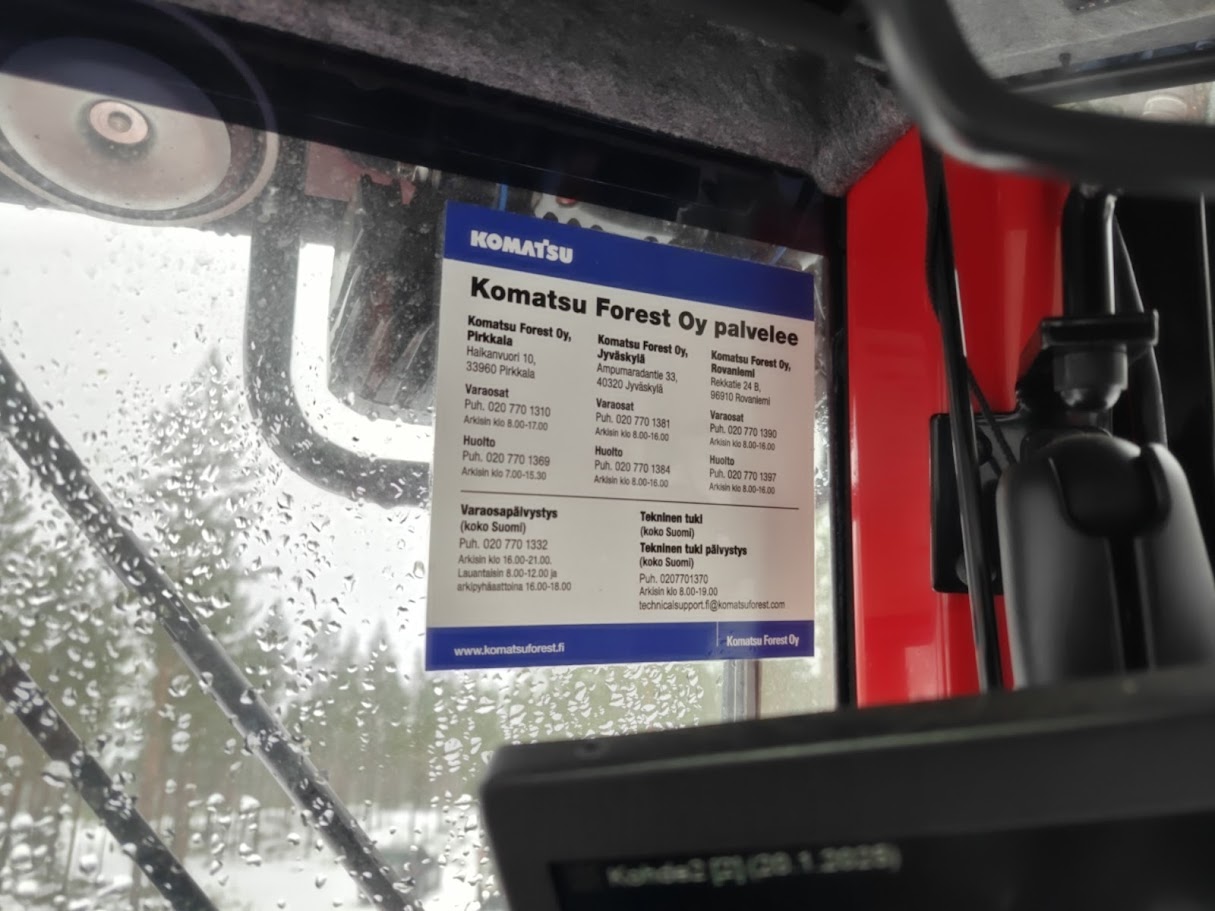 KOMATSU
Komatsu Forest Oy palvelee
Komatsu Forest Oy,
Pirkkala
Haikanvuori 10,
33960 Pirkkala
Varaosat
Puh. 020 770 1310
Arkisin klo 8.00-17.00
Huolto
Puh. 020 770 1369
Arkisin klo 7.00-15.30
Komatsu Forest Oy,
Jyväskylä
Ampumaradantie 33,
40320 Jyväskylä
Varaosat
Puh. 020 770 1381
Arkisin klo 8.00-16.00
Huolto
Puh. 020 770 1384
Arkisin klo 8.00-16.00
Komatsu Forest Oy,
Rovaniemi
Rekkatie 24 B,
96910 Rovaniemi
Varaosat
Puh. 020 770 1390
Arkisin klo 8.00-16.00
Huolto
Puh. 020 770 1397
Arkisin klo 8.00-16.00
Varaosapäivystys
(koko Suomi)
Puh. 020 770 1332
Arkisin klo 16.00-21.00.
Lauantaisin 8.00-12.00 ja
arkipyhäaattoina 16.00-18.00
Tekninen tuki
(koko Suomi)
Tekninen tuki päivystys
(koko Suomi)
Puh. 0207701370
Arkisin klo 8.00-19.00
technicalsupport.fi@komatsuforest.com
www.komatsuforest.fi
Komatsu Forest Oy
Kohde2 [2]